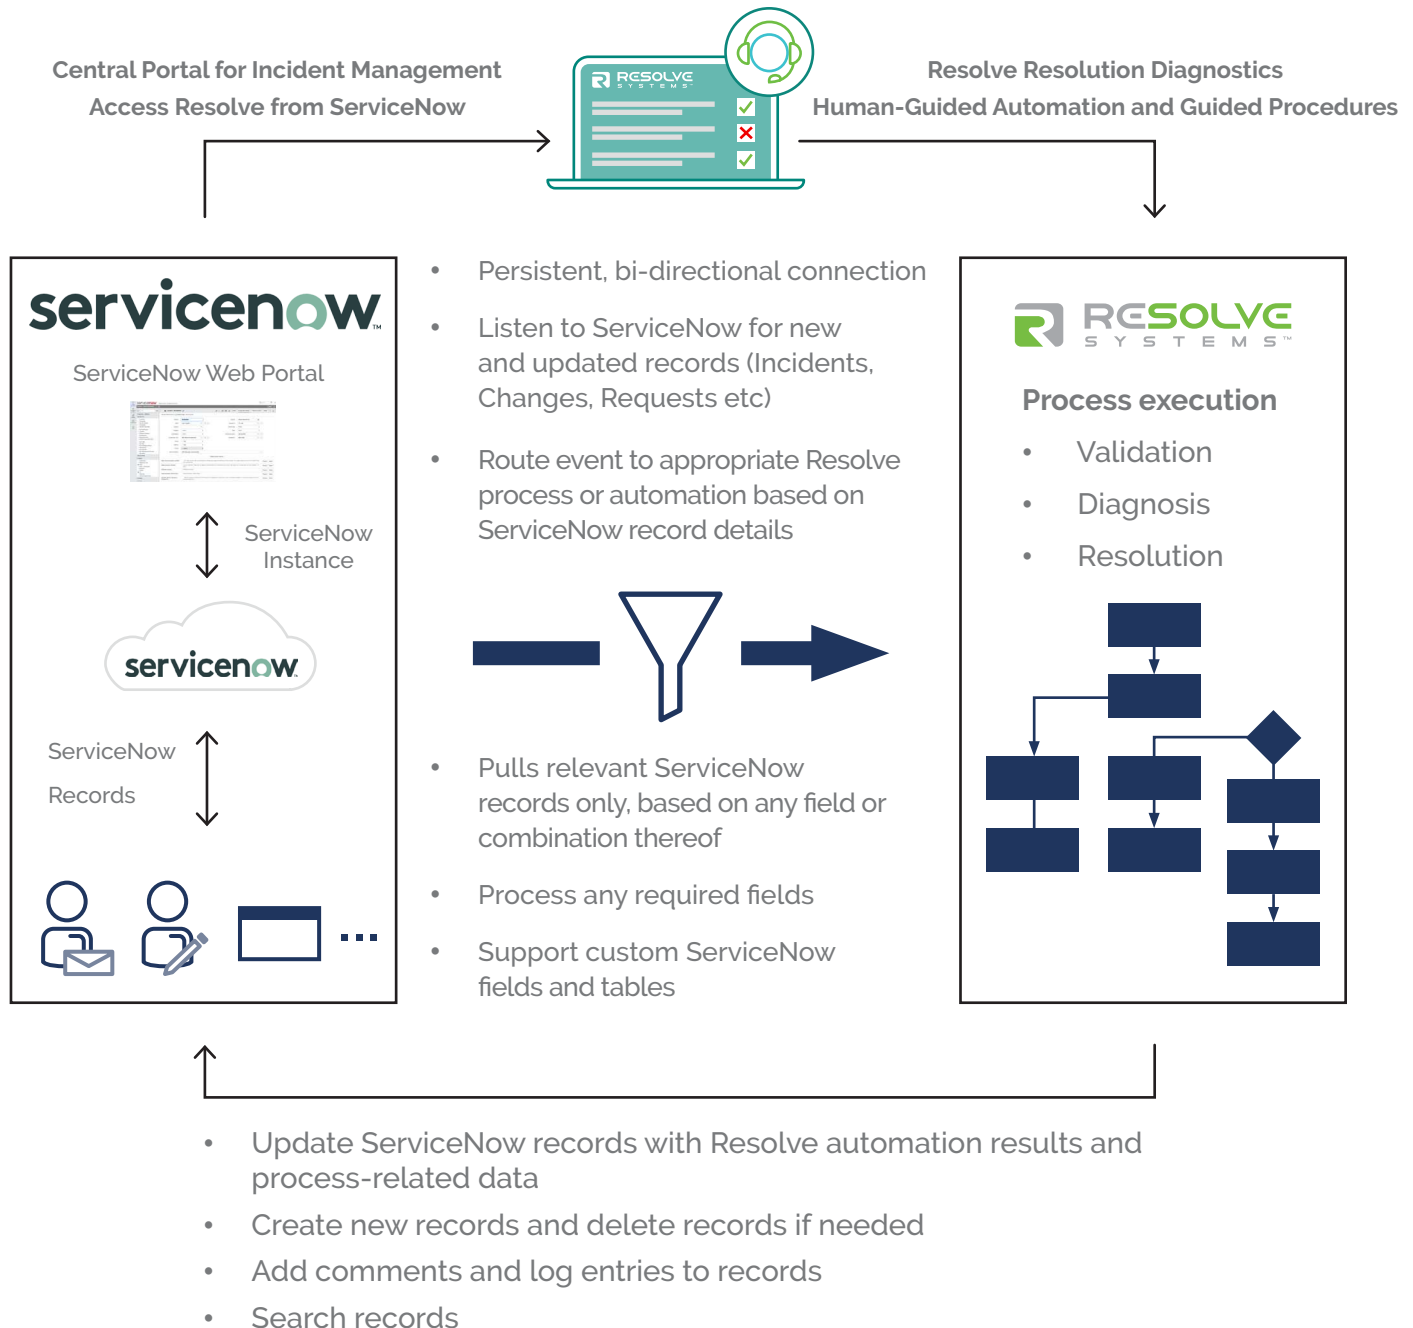 Central Portal for Incident Management
Access Resolve from ServiceNow
RESOLVE
SYSTEMS
Resolve Resolution Diagnostics
Human-Guided Automation and Guided Procedures
servicenow™
ServiceNow Web Portal
ServiceNow
Instance
servicenow
ServiceNow
Records
• Persistent, bi-directional connection
• Listen to ServiceNow for new
and updated records (Incidents,
Changes, Requests etc)
• Route event to appropriate Resolve
process or automation based on
ServiceNow record details
• Pulls relevant ServiceNow
records only, based on any field or
combination thereof
• Process any required fields
• Support custom ServiceNow
fields and tables
RESOLVE
SYSTEMS™
Process execution
• Validation
• Diagnosis
• Resolution
• Update ServiceNow records with Resolve automation results and
process-related data
• Create new records and delete records if needed
• Add comments and log entries to records
• Search records